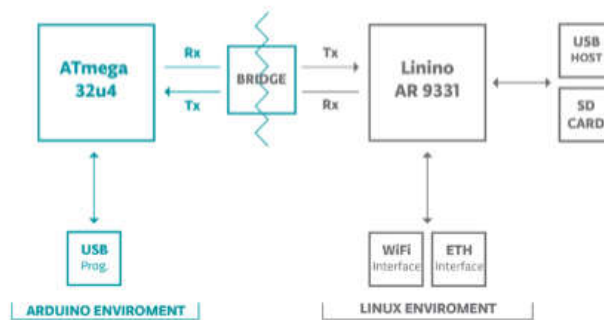 ATmega
32u4
Rx
Tx
BRIDGE
Tx
Rx
Linino
AR 9331
USB
HOST
SD
CARD
USB
Prog.
WiFi
Interface
ETH
Interface
ARDUINO ENVIROMENT
LINUX ENVIROMENT